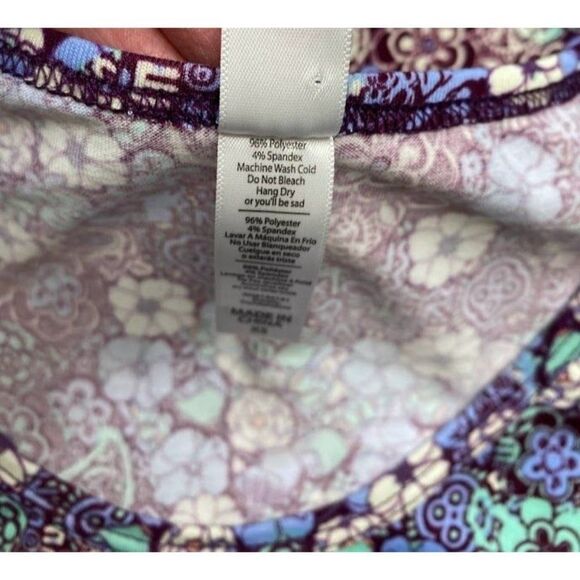 96% Polyester
4% Spandex
Machine Wash Cold
Do Not Bleach
Hang Dry
or you'll be sad
96% Polyester
4% Spandex
Lavar A Máquina En Frío
No Usar Blanqueador
Cuelgue en seco
o estarás triste
MADE IN
CHINA